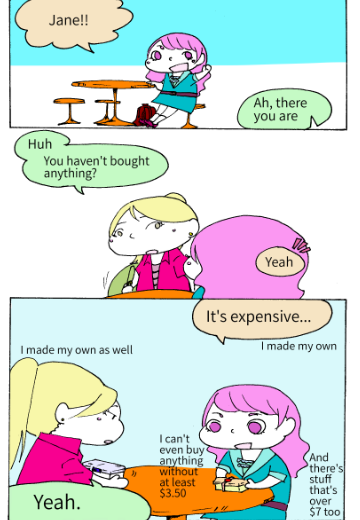 Jane!!
Ah, there
you are
Huh
You haven't bought
anything?
Yeah
It's expensive...
I made my own
I made my own as well
I can't
even buy
anything
without
at least
$3.50
And
there's
stuff
that's
over
$7 too
Yeah.